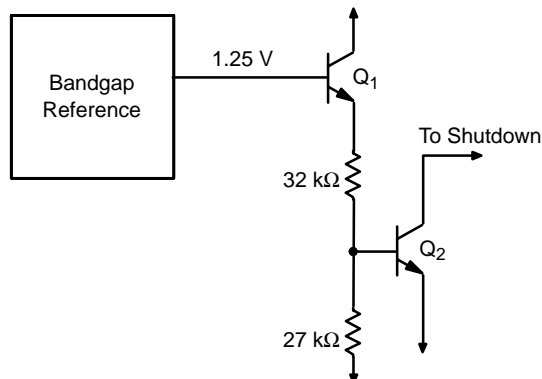 Bandgap
Reference
1.25 V
Q1
32 kΩ
To Shutdown
Q2
27 kΩ